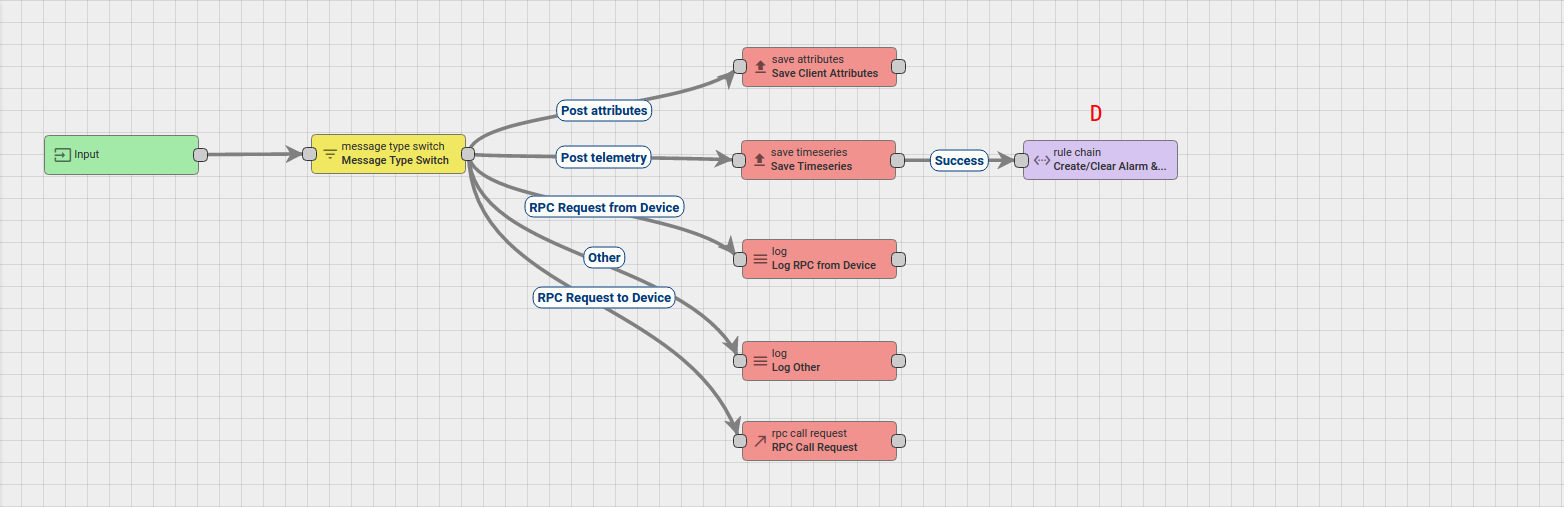 save attributes
Save Client Attributes
Post attributes
D
Input
message type switch
Message Type Switch
Post telemetry
save timeseries
Save Timeseries
Success
rule chain
Create/Clear Alarm &...
RPC Request from Device
log
Log RPC from Device
Other
RPC Request to Device
log
Log Other
rpc call request
RPC Call Request